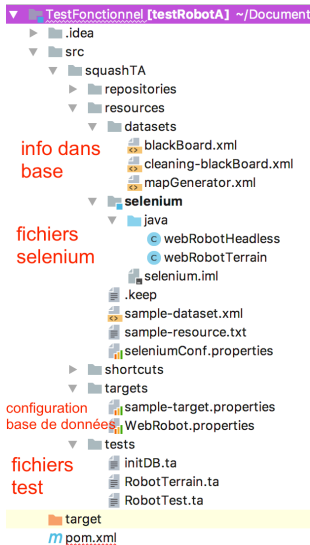 TestFonctionnel [testRobotA] ~/Document
.idea
src
squashTA
repositories
resources
datasets
info dans
base
blackBoard.xml
cleaning-blackBoard.xml
mapGenerator.xml
selenium
fichiers
selenium
java
webRobotHeadless
webRobotTerrain
selenium.iml
.keep
sample-dataset.xml
sample-resource.txt
seleniumConf.properties
shortcuts
targets
configuration
base de données
sample-target.properties
WebRobot.properties
tests
fichiers
test
initDB.ta
RobotTerrain.ta
RobotTest.ta
target
pom.xml